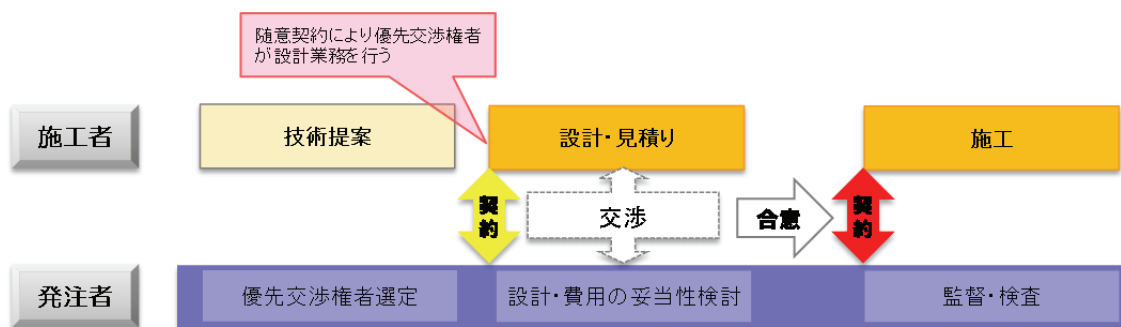 随意契約により優先交渉権者
が設計業務を行う
施工者
技術提案
設計・見積り
施工
契約
交渉
合意
契約
発注者
優先交渉権者選定
設計・費用の妥当性検討
監督・検査